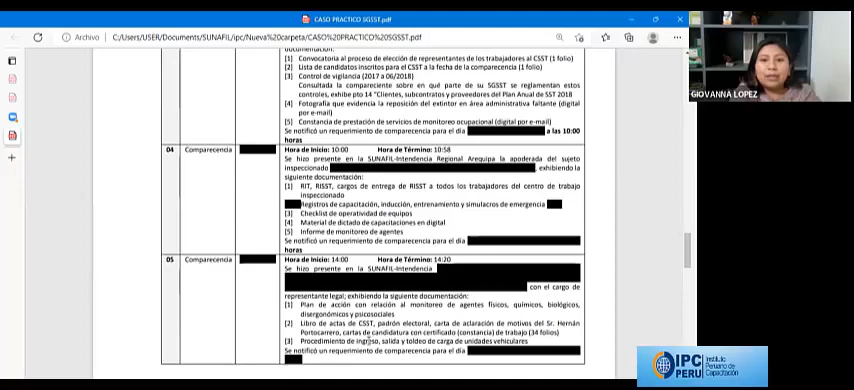 CASO PRACTICO SGSST.pdf
Archivo C:/Users/USER/Documents/SUNAFIL/ipc/Nueva%20carpeta/CASO%20PRACTICO%20SGSST.pdf
GIOVANNA LOPEZ
documentación:
[1] Convocatoria al proceso de elección de representantes de los trabajadores al CSST (1 folio)
[2] Lista de candidatos inscritos para el CSST a la fecha de la comparecencia (1 folio)
[3] Control de vigilancia (2017 a 06/2018)
Consultada la compareciente sobre en qué parte de su SGSST se reglamentan estos
controles, exhibe pto 14 "Clientes, subcontratos y proveedores del Plan Anual de SST 2018
[4] Fotografía que evidencia la reposición del extintor en área administrativa faltante (digital
por e-mail)
[5] Constancia de prestación de servicios de monitoreo ocupacional (digital por e-mail)
Se notificó un requerimiento de comparecencia para el día a las 10:00
horas
04 Comparecencia Hora de Inicio: 10:00 Hora de Término: 10:58
Se hizo presente en la SUNAFIL-Intendencia Regional Arequipa la apoderada del sujeto
inspeccionado , exhibiendo la
siguiente documentación:
[1] RIT, RISST, cargos de entrega de RISST a todos los trabajadores del centro de trabajo
inspeccionado
Registros de capacitación, inducción, entrenamiento y simulacros de emergencia
[3] Checklist de operatividad de equipos
[4] Material de dictado de capacitaciones en digital
[5] Informe de monitoreo de agentes
Se notificó un requerimiento de comparecencia para el día
horas
05 Comparecencia Hora de Inicio: 14:00 Hora de Término: 14:20
Se hizo presente en la SUNAFIL-Intendencia
con el cargo de
representante legal; exhibiendo la siguiente documentación:
[1] Plan de acción con relación al monitoreo de agentes físicos, químicos, biológicos,
disergonómicos y psicosociales
[2] Libro de actas de CSST, padrón electoral, carta de aclaración de motivos del Sr. Hernán
Portocarrero, cartas de candidatura con certificado (constancia) de trabajo (34 folios)
[3] Procedimiento de ingreso, salida y toldeo de carga de unidades vehiculares
Se notificó un requerimiento de comparecencia para el día
IPC
PERU
Instituto
Peruano de
Capacitación